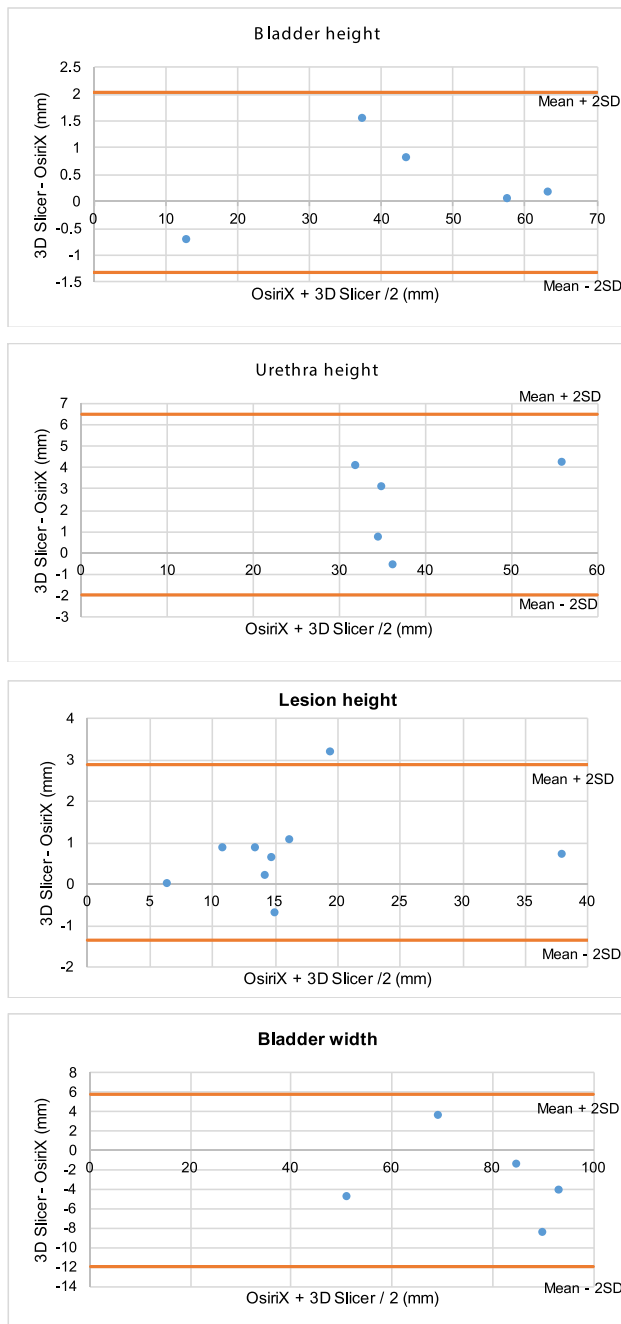 Bladder height
3D Slicer - OsiriX (mm)
2.5
2
1.5
1
0.5
0
-0.5
-1
-1.5
0 10 20 30 40 50 60 70
Mean + 2SD
Mean - 2SD
OsiriX + 3D Slicer /2 (mm)
Urethra height
3D Slicer - OsiriX (mm)
7
6
5
4
3
2
1
0
-1
-2
-3
0 10 20 30 40 50 60
Mean + 2SD
Mean - 2SD
OsiriX + 3D Slicer /2 (mm)
Lesion height
3D Slicer - OsiriX (mm)
4
3
2
1
0
-1
-2
0 5 10 15 20 25 30 35 40
Mean + 2SD
Mean - 2SD
OsiriX + 3D Slicer /2 (mm)
Bladder width
3D Slicer - OsiriX (mm)
8
6
4
2
0
-2
-4
-6
-8
-10
-12
-14
0 20 40 60 80 100
Mean + 2SD
Mean - 2SD
OsiriX + 3D Slicer / 2 (mm)